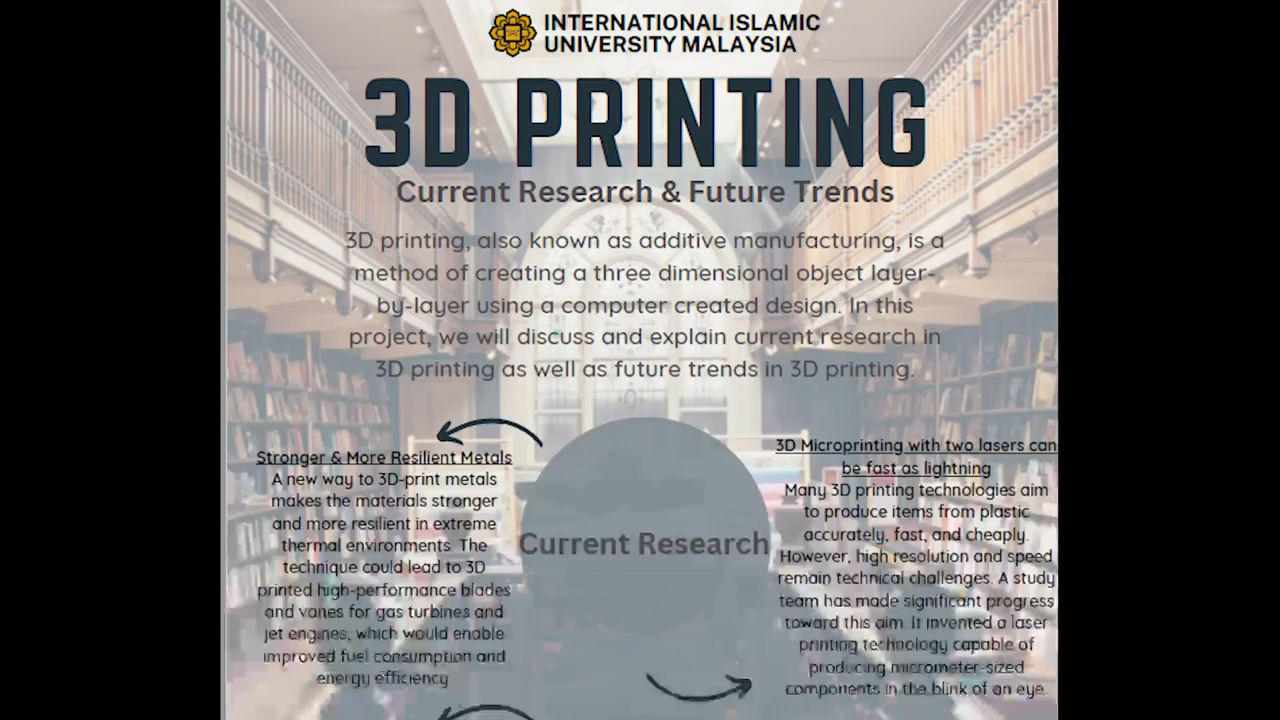 INTERNATIONAL ISLAMIC
UNIVERSITY MALAYSIA
3D PRINTING
Current Research & Future Trends
3D printing, also known as additive manufacturing, is a
method of creating a three dimensional object layer-
by-layer using a computer created design. In this
project, we will discuss and explain current research in
3D printing as well as future trends in 3D printing.
Stronger & More Resilient Metals
A new way to 3D-print metals
makes the materials stronger
and more resilient in extreme
thermal environments. The
technique could lead to 3D
printed high-performance blades
and vanes for gas turbines and
jet engines, which would enable
improved fuel consumption and
energy efficiency
Current Research
3D Microprinting with two lasers can
be fast as lightning
Many 3D printing technologies aim
to produce items from plastic
accurately, fast, and cheaply.
However, high resolution and speed
remain technical challenges. A study
team has made significant progress
toward this aim. It invented a laser
printing technology capable of
producing micrometer-sized
components in the blink of an eye.